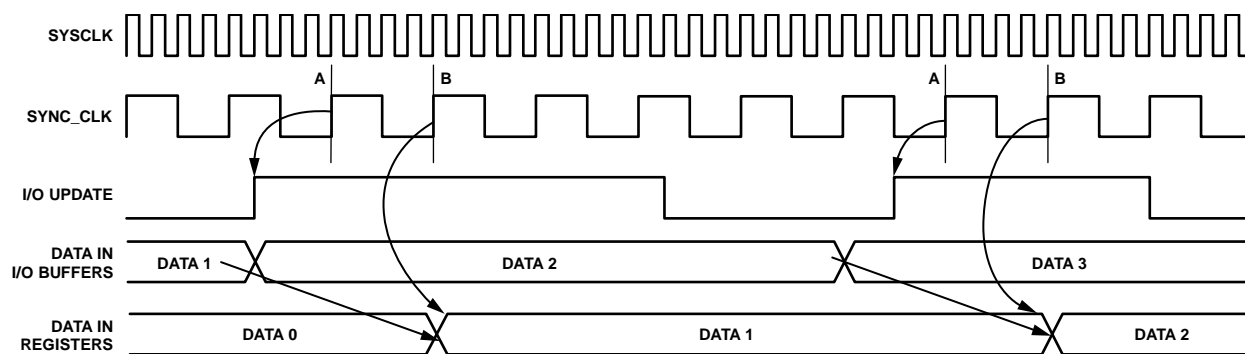 SYSCLK
A B A B
SYNC_CLK
I/O UPDATE
DATA IN
I/O BUFFERS
DATA 1 DATA 2 DATA 3
DATA IN
REGISTERS
DATA 0 DATA 1 DATA 2